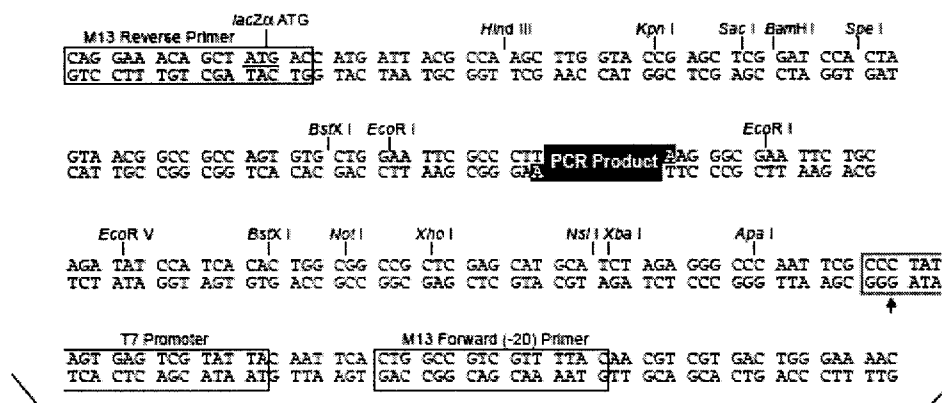 lacZα ATG
M13 Reverse Primer
Hind III Kpn I Sac I BamH I Spe I
CAG GAA ACA GCT ATG ACC ATG ATT ACG CCA AGC TTG GTA CCG AGC TCG GAT CCA CTA
GTC CTT TGT CGA TAC TGG TAC TAA TGC GGT TCG AAC CAT GGC TCG AGC CTA GGT GAT
BstX I EcoR I EcoR I
GTA ACG GCC GCC AGT GTG CTG GAA TTC GCC CTT PCR Product AAG GGC GAA TTC TGC
CAT TGC CGG CGG TCA CAC GAC CTT AAG CGG GAA TTC CCG CTT AAG ACG
EcoR V BstX I Not I Xho I Nsi I Xba I Apa I
AGA TAT CCA TCA CAC TGG CGG CCG CTC GAG CAT GCA TCT AGA GGG CCC AAT TCG CCC TAT
TCT ATA GGT AGT GTG ACC GCC GGC GAG CTC GTA CGT AGA TCT CCC GGG TTA AGC GGG ATA
T7 Promoter M13 Forward (-20) Primer
AGT GAG TCG TAT TAC AAT TCA CTG GCC GTC GTT TTA CAA CGT CGT GAC TGG GAA AAC
TCA CTC AGC ATA ATG TTA AGT GAC CGG CAG CAA AAT GTT GCA GCA CTG ACC CTT TTG